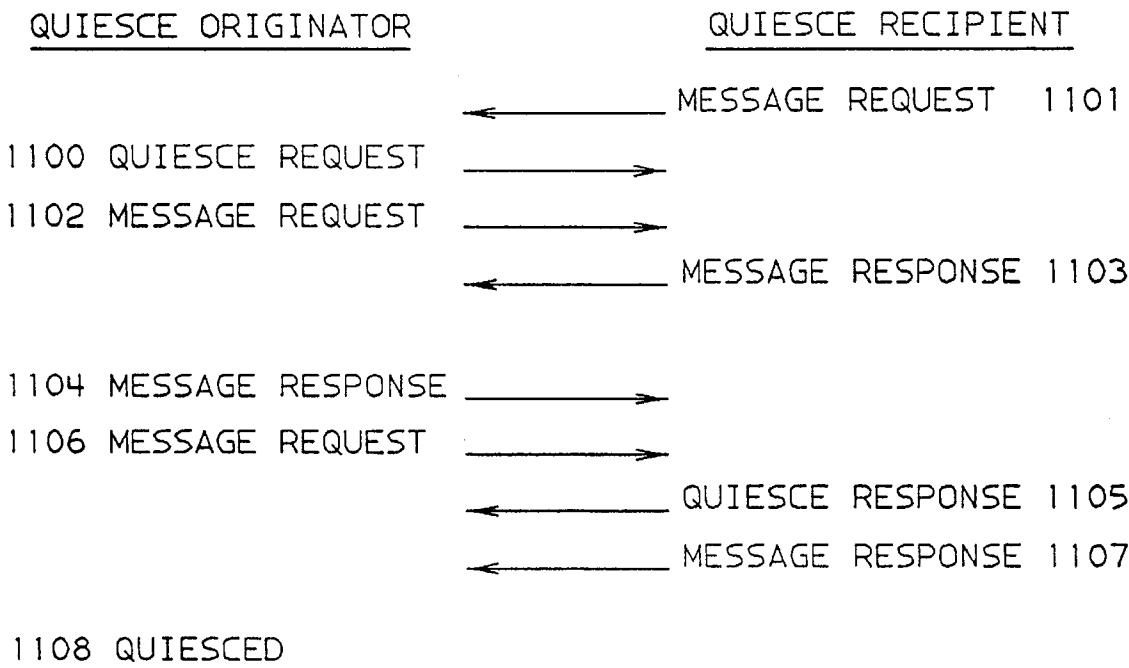 QUIESCE ORIGINATOR QUIESCE RECIPIENT
MESSAGE REQUEST 1101
1100 QUIESCE REQUEST
1102 MESSAGE REQUEST
MESSAGE RESPONSE 1103
1104 MESSAGE RESPONSE
1106 MESSAGE REQUEST
QUIESCE RESPONSE 1105
MESSAGE RESPONSE 1107
1108 QUIESCED